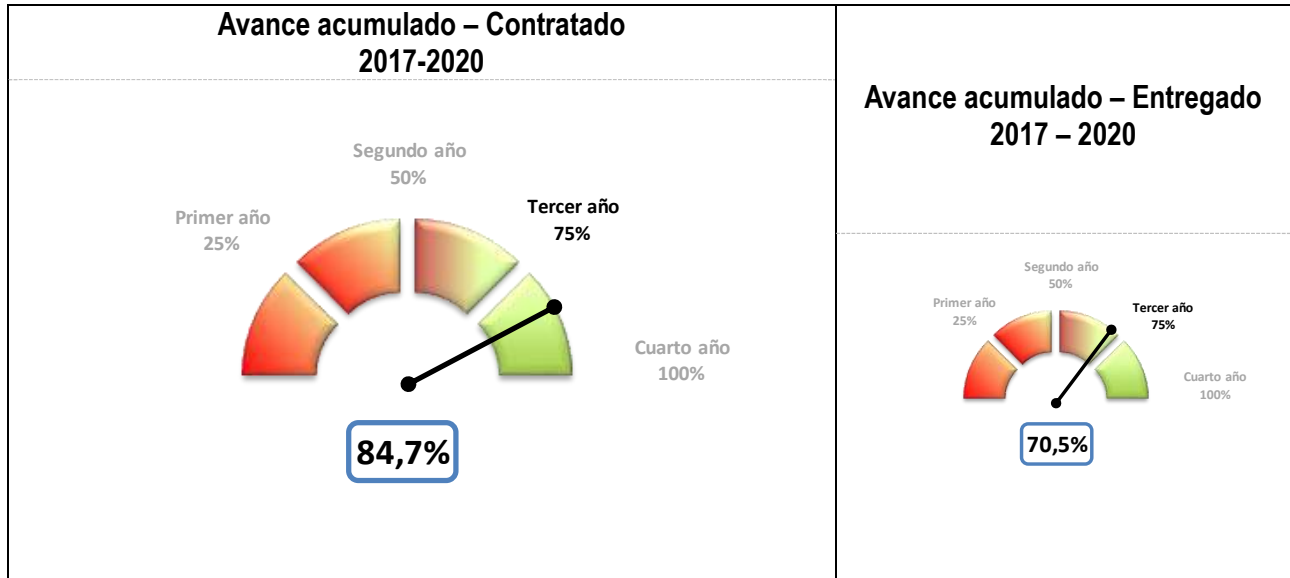 Avance acumulado – Contratado
2017-2020
Segundo año
50%
Primer año
25%
Tercer año
75%
Cuarto año
100%
84,7%
Avance acumulado – Entregado
2017 – 2020
Segundo año
50%
Primer año
25%
Tercer año
75%
Cuarto año
100%
70,5%